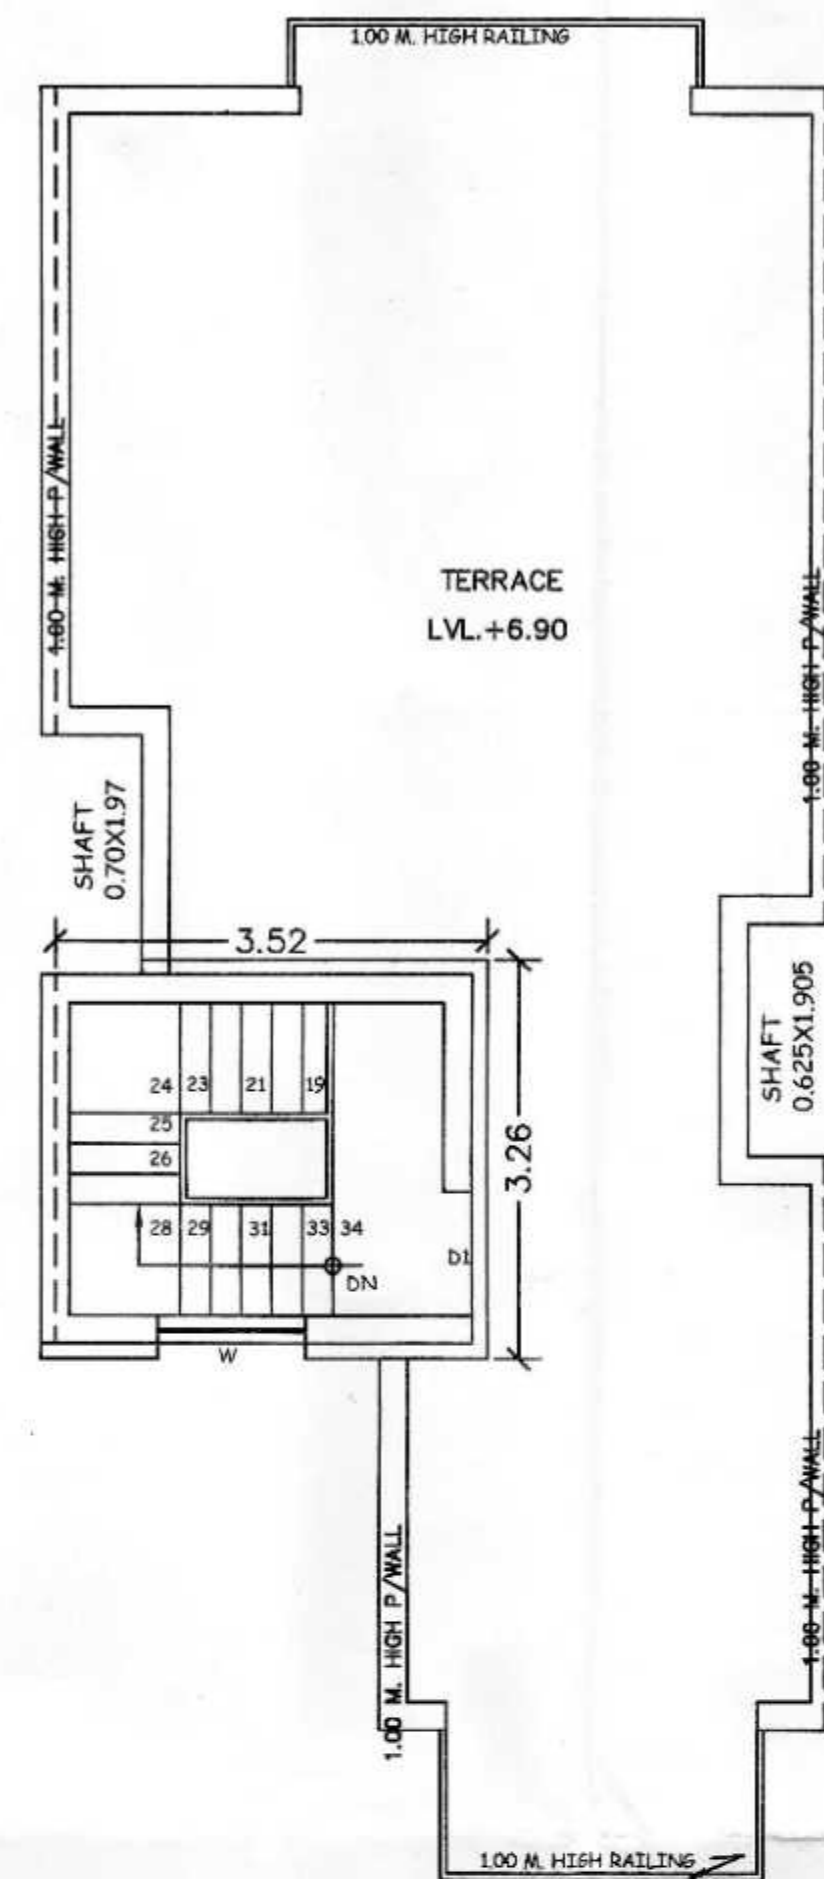 1.00 M. HIGH RAILING
1.00 M. HIGH P/WALL
TERRACE
LVL.+6.90
1.00 M. HIGH P/WALL
SHAFT
0.70X1.97
3.52
SHAFT
0.625X1.905
24 23 21 19
25
26
3.26
28 29 31 33 34
D1
DN
W
1.00 M. HIGH P/WALL
1.00 M. HIGH P/WALL
1.00 M. HIGH RAILING